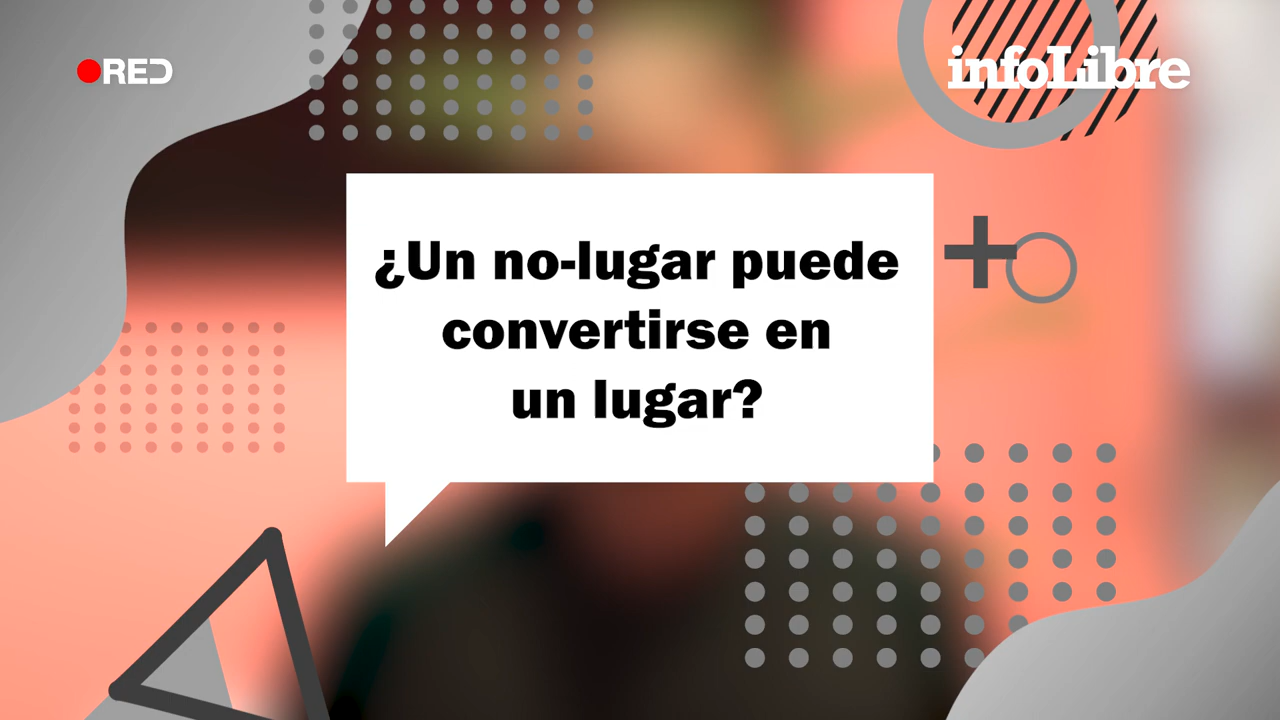 RED
infoLibre
¿Un no-lugar puede
convertirse en
un lugar?